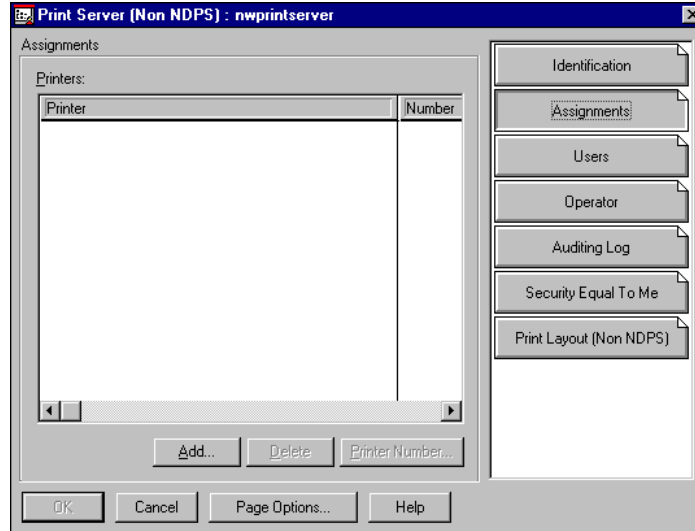 Print Server (Non NDPS) : nwprintserver
Assignments
Printers:
Printer Number
Add... Delete Printer Number...
OK Cancel Page Options... Help
Identification
Assignments
Users
Operator
Auditing Log
Security Equal To Me
Print Layout (Non NDPS)